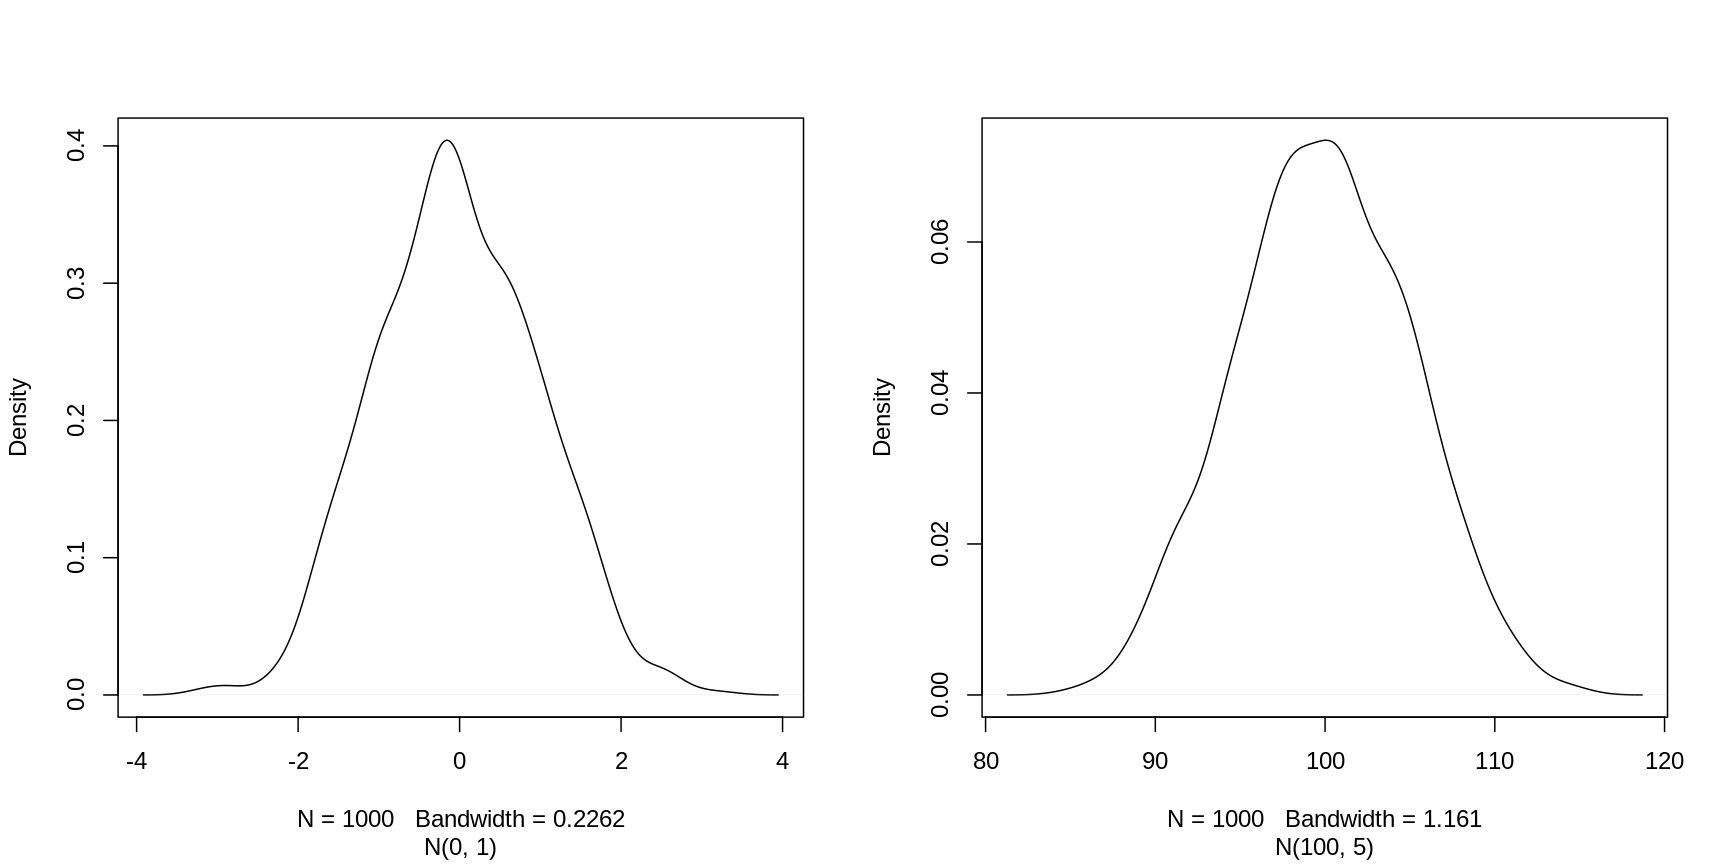 Density
0.4
0.3
0.2
0.1
0.0
-4 -2 0 2 4
N = 1000 Bandwidth = 0.2262
N(0, 1)
Density
0.06
0.04
0.02
0.00
80 90 100 110 120
N = 1000 Bandwidth = 1.161
N(100, 5)